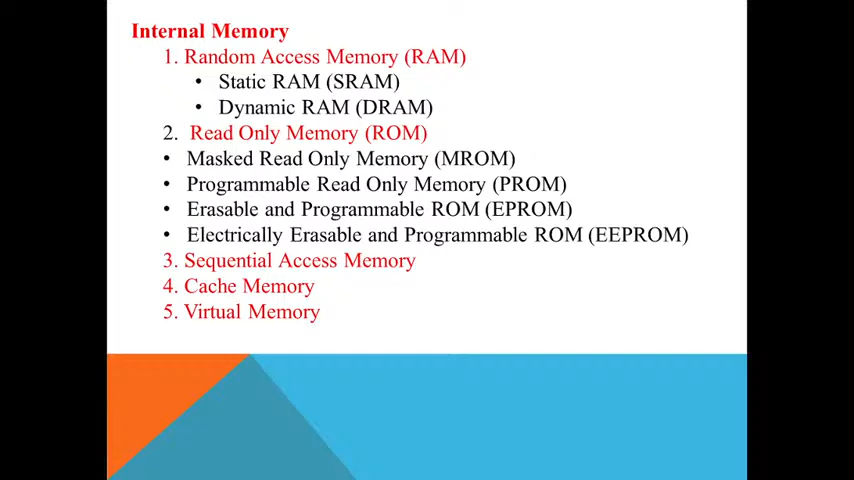 Internal Memory
1. Random Access Memory (RAM)
• Static RAM (SRAM)
• Dynamic RAM (DRAM)
2. Read Only Memory (ROM)
• Masked Read Only Memory (MROM)
• Programmable Read Only Memory (PROM)
• Erasable and Programmable ROM (EPROM)
• Electrically Erasable and Programmable ROM (EEPROM)
3. Sequential Access Memory
4. Cache Memory
5. Virtual Memory